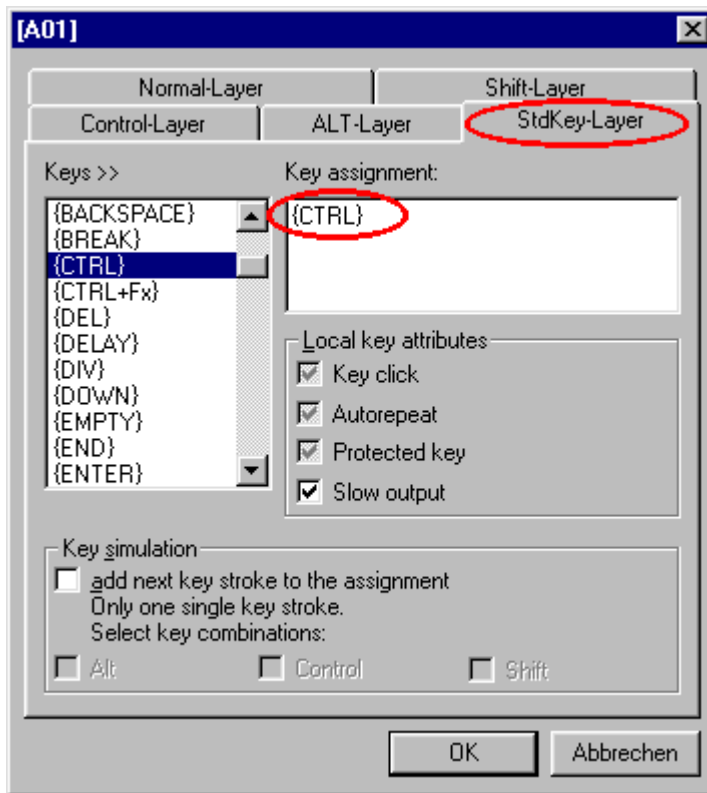 [A01]
Normal-Layer
Shift-Layer
Control-Layer
ALT-Layer
StdKey-Layer
Keys >>
{BACKSPACE}
{BREAK}
{CTRL}
{CTRL+Fx}
{DEL}
{DELAY}
{DIV}
{DOWN}
{EMPTY}
{END}
{ENTER}
Key assignment:
{CTRL}
Local key attributes
Key click
Autorepeat
Protected key
Slow output
Key simulation
add next key stroke to the assignment
Only one single key stroke.
Select key combinations:
Alt
Control
Shift
OK
Abbrechen